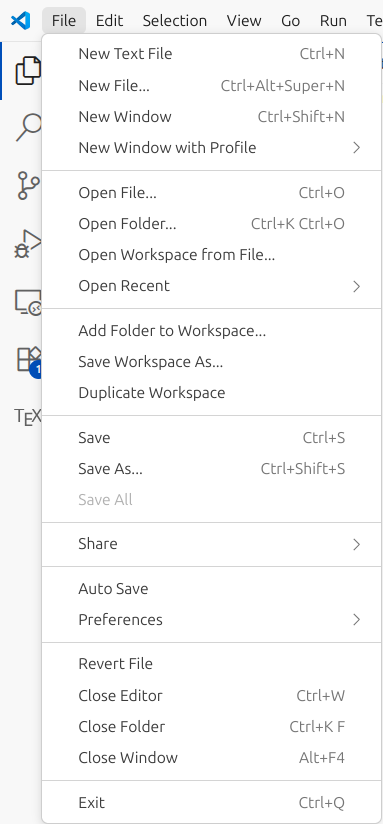 File Edit Selection View Go Run Te
New Text File Ctrl+N
New File... Ctrl+Alt+Super+N
New Window Ctrl+Shift+N
New Window with Profile
Open File... Ctrl+O
Open Folder... Ctrl+K Ctrl+O
Open Workspace from File...
Open Recent
Add Folder to Workspace...
Save Workspace As...
Duplicate Workspace
1
TEX
Save Ctrl+S
Save As... Ctrl+Shift+S
Save All
Share
Auto Save
Preferences
Revert File
Close Editor Ctrl+W
Close Folder Ctrl+K F
Close Window Alt+F4
Exit Ctrl+Q